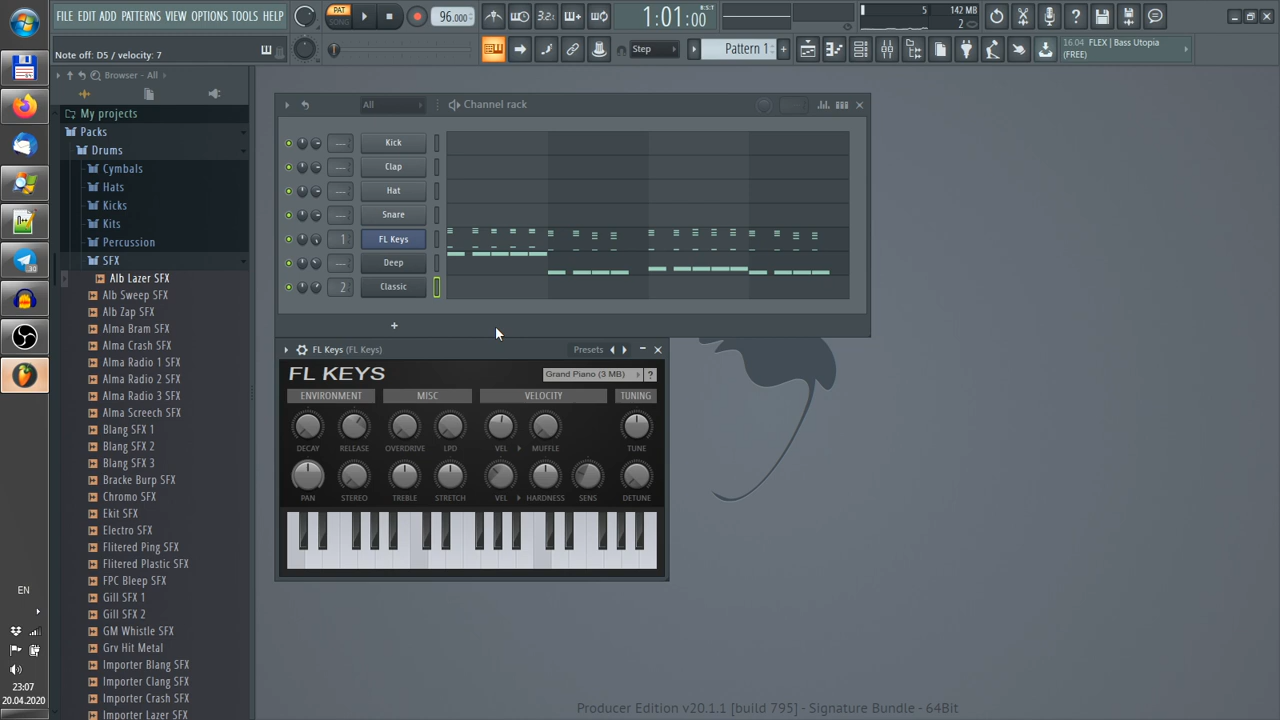 FILE EDIT ADD PATTERNS VIEW OPTIONS TOOLS HELP
PAT
SONG
96.000
3.2.
1:01:00
B:S:T
5
142 MB
2
Note off: D5 / velocity: 7
Step
Pattern 1
16.04 FLEX | Bass Utopia
(FREE)
Browser - All
My projects
Packs
Drums
Cymbals
Hats
Kicks
Kits
Percussion
SFX
Alb Lazer SFX
Alb Sweep SFX
Alb Zap SFX
Alma Bram SFX
Alma Crash SFX
Alma Radio 1 SFX
Alma Radio 2 SFX
Alma Radio 3 SFX
Alma Screech SFX
Blang SFX 1
Blang SFX 2
Blang SFX 3
Bracke Burp SFX
Chromo SFX
Ekit SFX
Electro SFX
Flitered Ping SFX
Flitered Plastic SFX
FPC Bleep SFX
Gill SFX 1
Gill SFX 2
GM Whistle SFX
Grv Hit Metal
Importer Blang SFX
Importer Clang SFX
Importer Crash SFX
Importer Lazer SFX
All
Channel rack
Kick
Clap
Hat
Snare
1
FL Keys
Deep
2
Classic
+
FL Keys (FL Keys)
Presets
FL KEYS
Grand Piano (3 MB)
?
ENVIRONMENT
MISC
VELOCITY
TUNING
DECAY
RELEASE
OVERDRIVE
LPD
VEL
MUFFLE
TUNE
PAN
STEREO
TREBLE
STRETCH
VEL
HARDNESS
SENS
DETUNE
30
EN
23:07
20.04.2020
Producer Edition v20.1.1 [build 795] - Signature Bundle - 64Bit